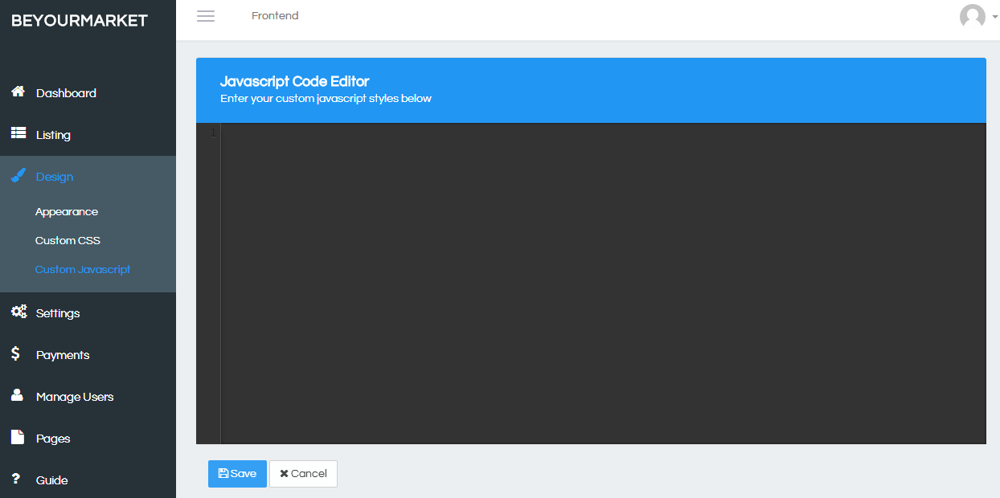 BEYOURMARKET
Frontend
Dashboard
Listing
Design
Appearance
Custom CSS
Custom Javascript
Settings
Payments
Manage Users
Pages
Guide
Javascript Code Editor
Enter your custom javascript styles below
1
Save
Cancel